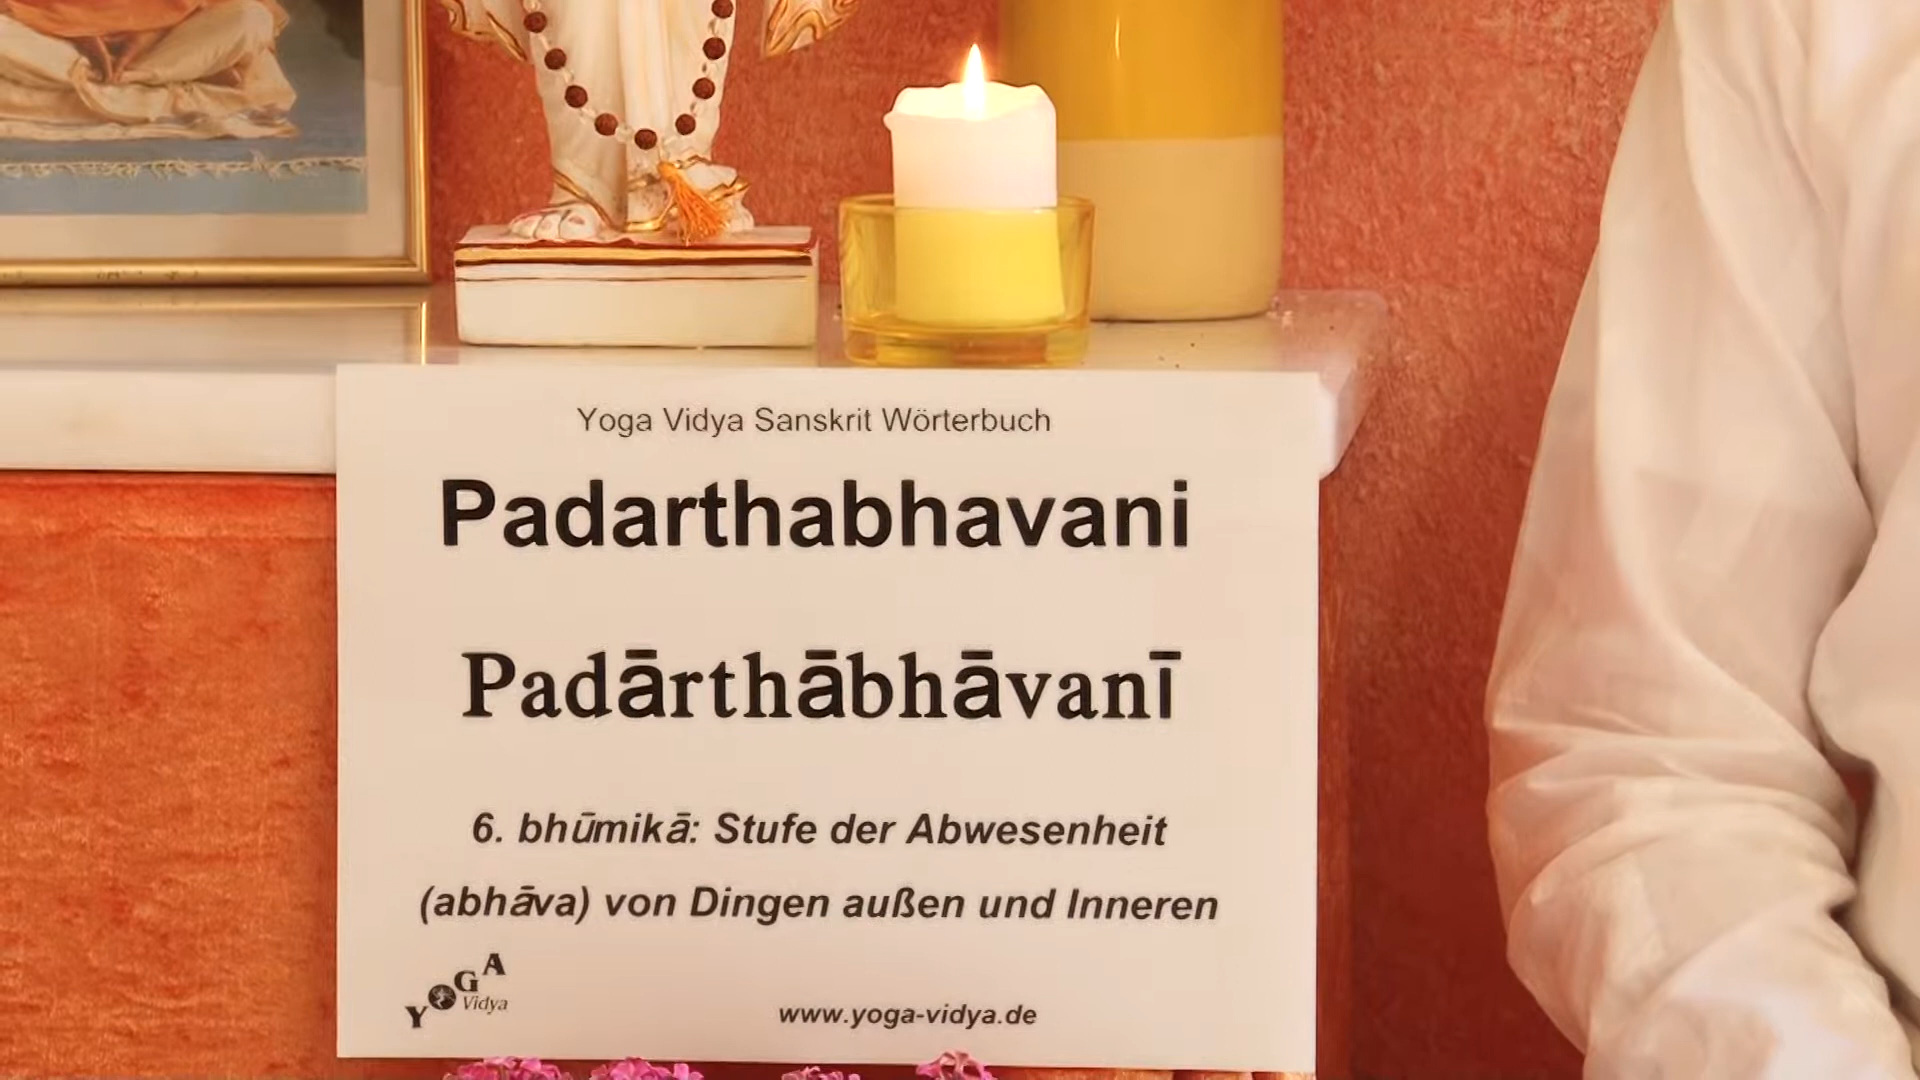 Yoga Vidya Sanskrit Wörterbuch
Padarthabhavani
Padārthābhāvanī
6. bhūmikā: Stufe der Abwesenheit
(abhāva) von Dingen außen und Inneren
YOGA
Vidya
www.yoga-vidya.de